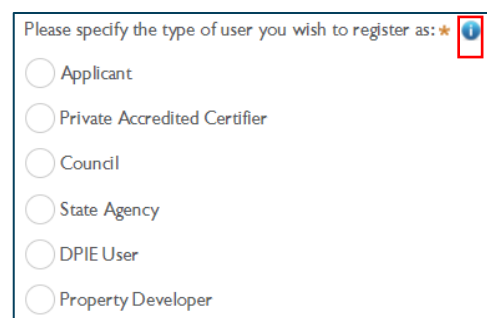 Please specify the type of user you wish to register as: * i
Applicant
Private Accredited Certifier
Council
State Agency
DPIE User
Property Developer